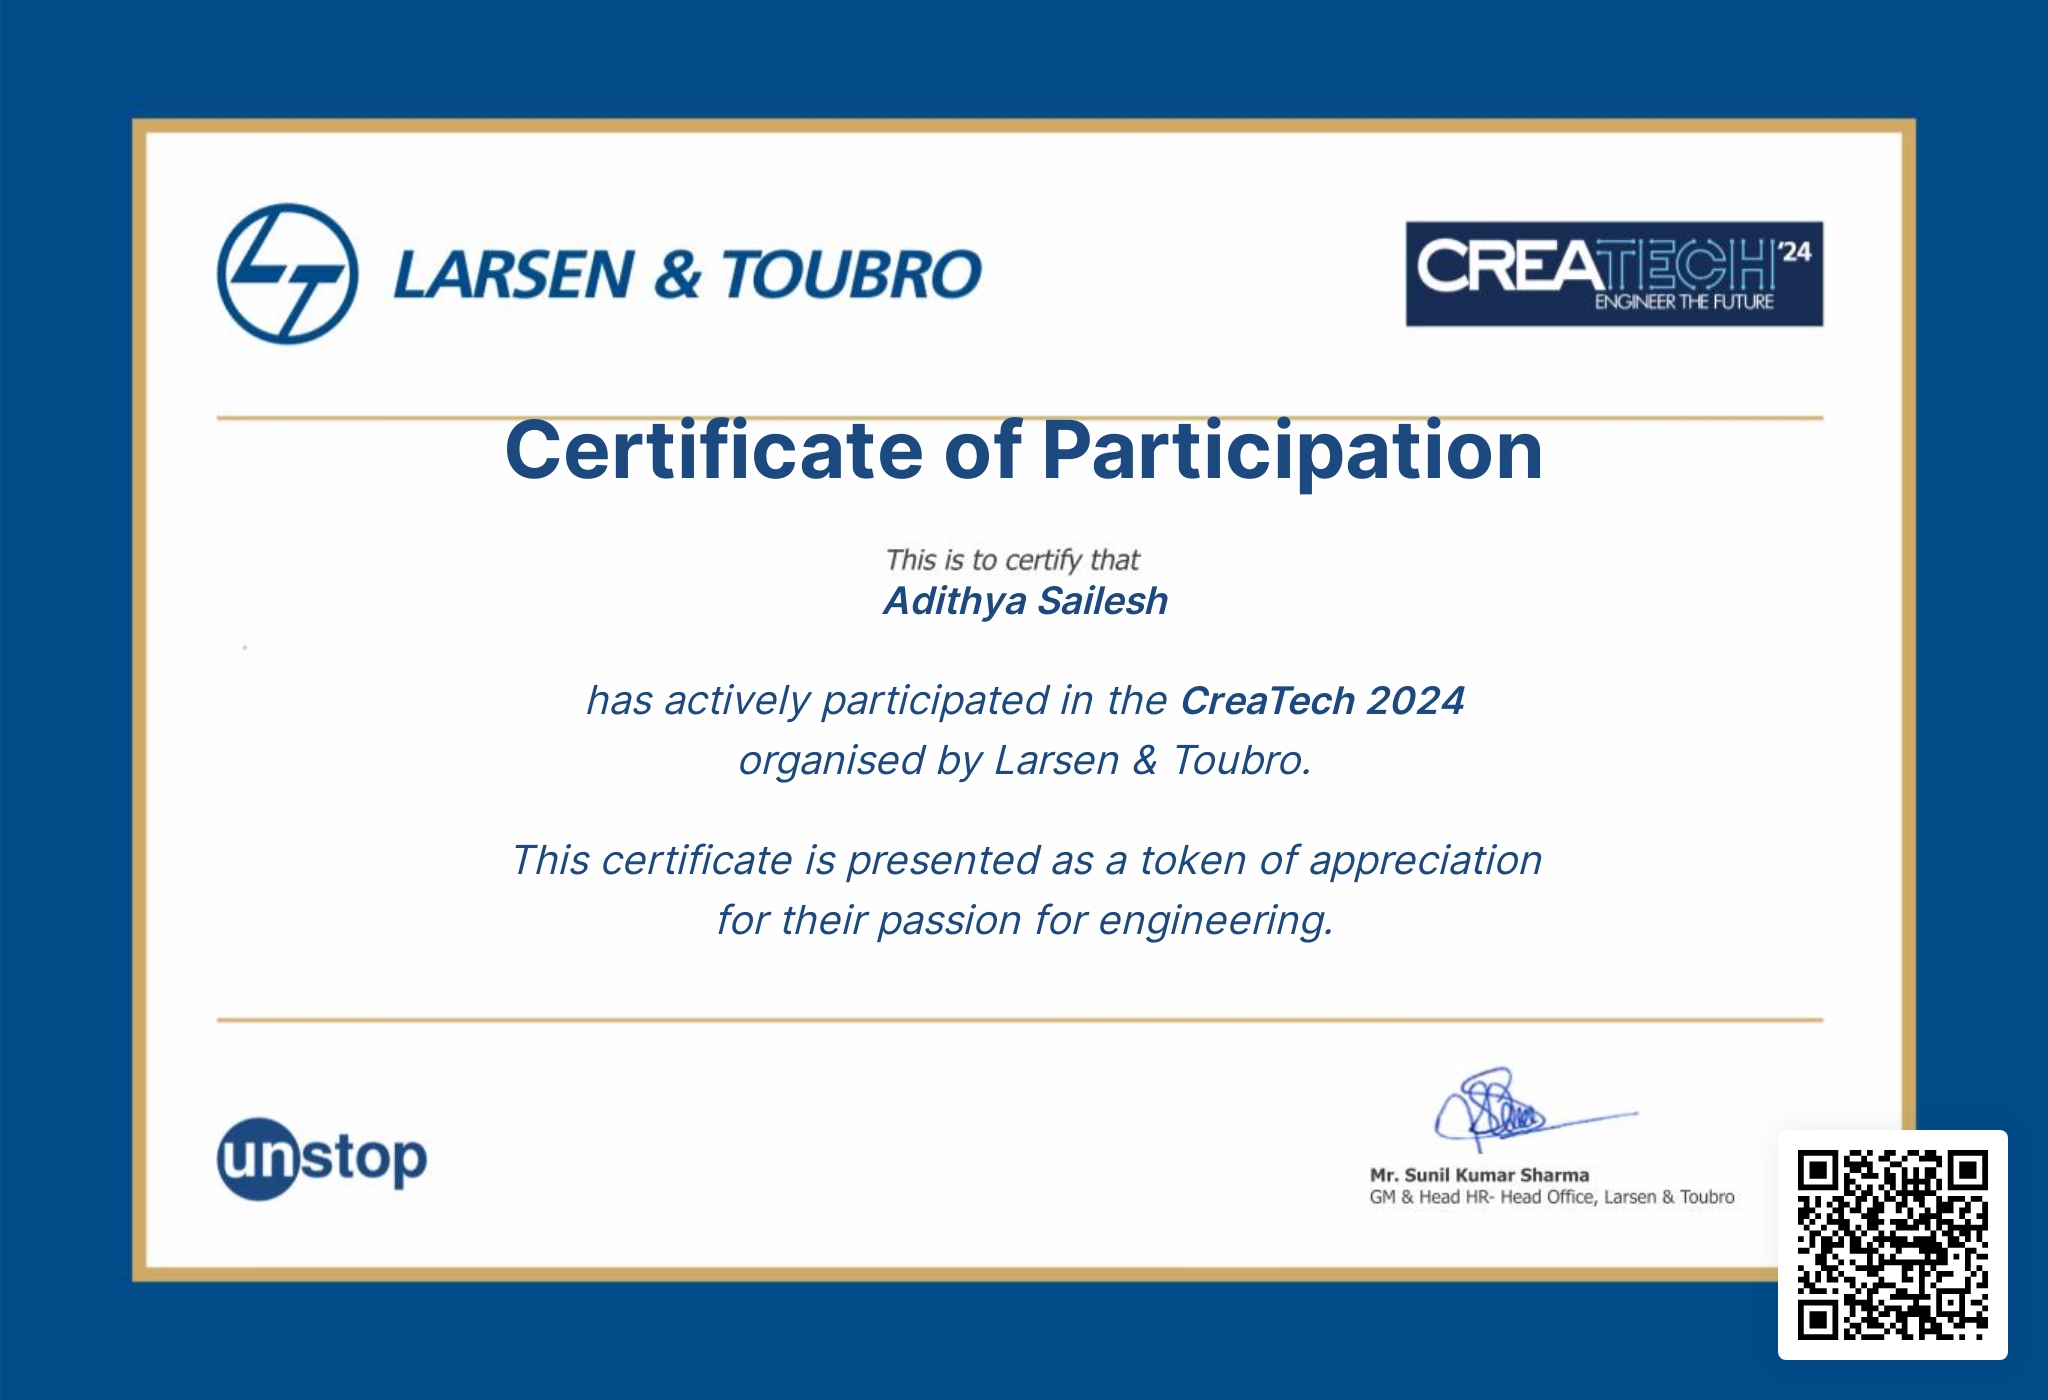 LT
LARSEN & TOUBRO
CREATECH'24
ENGINEER THE FUTURE
Certificate of Participation
This is to certify that
Adithya Sailesh
has actively participated in the CreaTech 2024
organised by Larsen & Toubro.
This certificate is presented as a token of appreciation
for their passion for engineering.
unstop
Mr. Sunil Kumar Sharma
GM & Head HR- Head Office, Larsen & Toubro